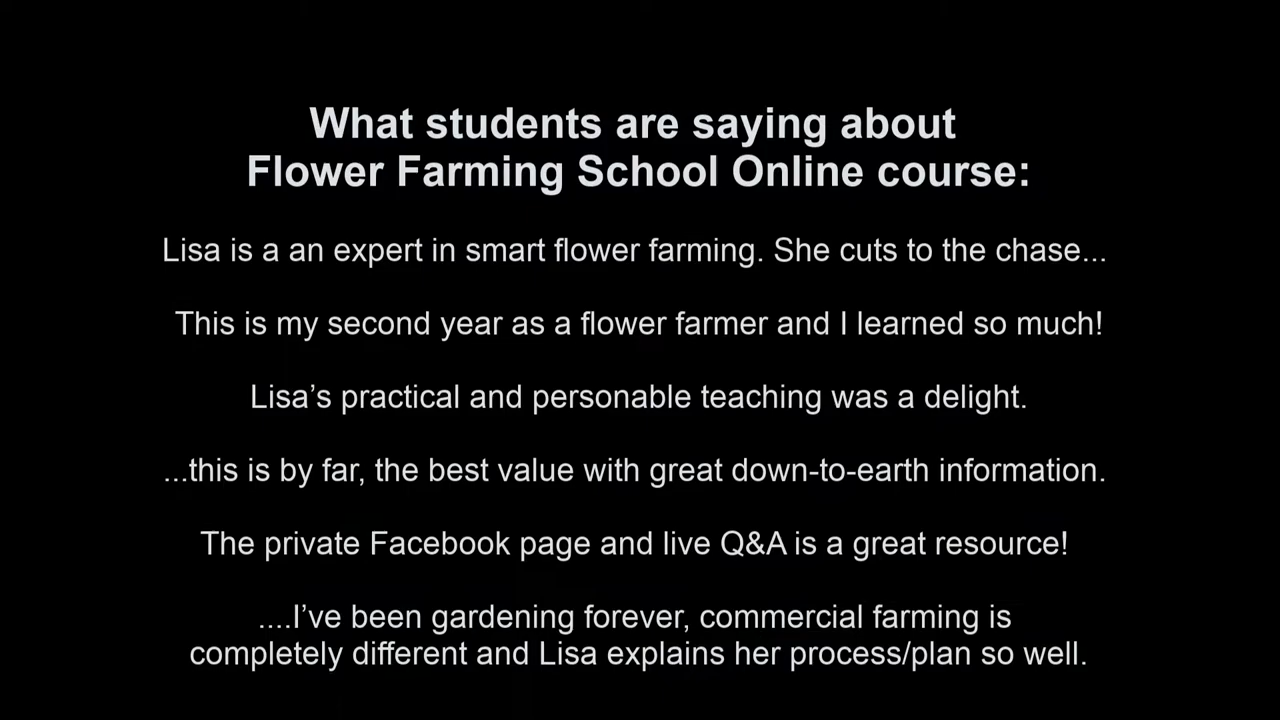 What students are saying about
Flower Farming School Online course:
Lisa is a an expert in smart flower farming. She cuts to the chase...
This is my second year as a flower farmer and I learned so much!
Lisa’s practical and personable teaching was a delight.
...this is by far, the best value with great down-to-earth information.
The private Facebook page and live Q&A is a great resource!
....I’ve been gardening forever, commercial farming is
completely different and Lisa explains her process/plan so well.